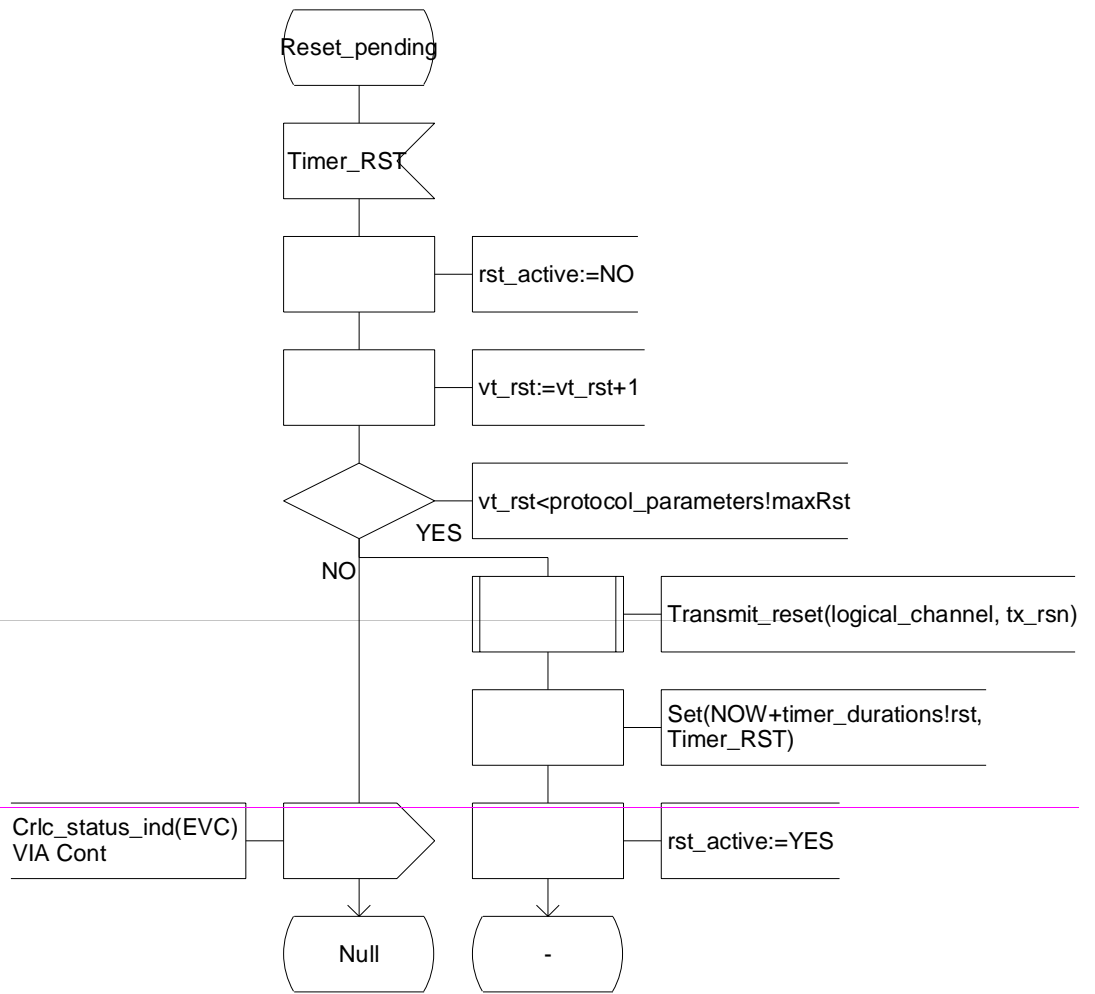 Reset_pending
Timer_RST
rst_active:=NO
vt_rst:=vt_rst+1
vt_rst<protocol_parameters!maxRst
YES
NO
Transmit_reset(logical_channel, tx_rsn)
Set(NOW+timer_durations!rst,
Timer_RST)
Crlc_status_ind(EVC)
VIA Cont
rst_active:=YES
Null
-